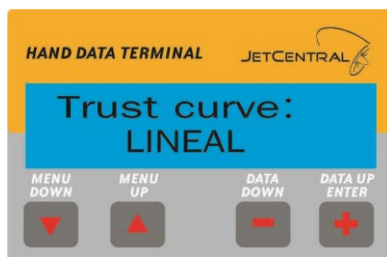 HAND DATA TERMINAL JETCENTRAL
Trust curve:
LINEAL
MENU DOWN MENU UP DATA DOWN DATA UP ENTER